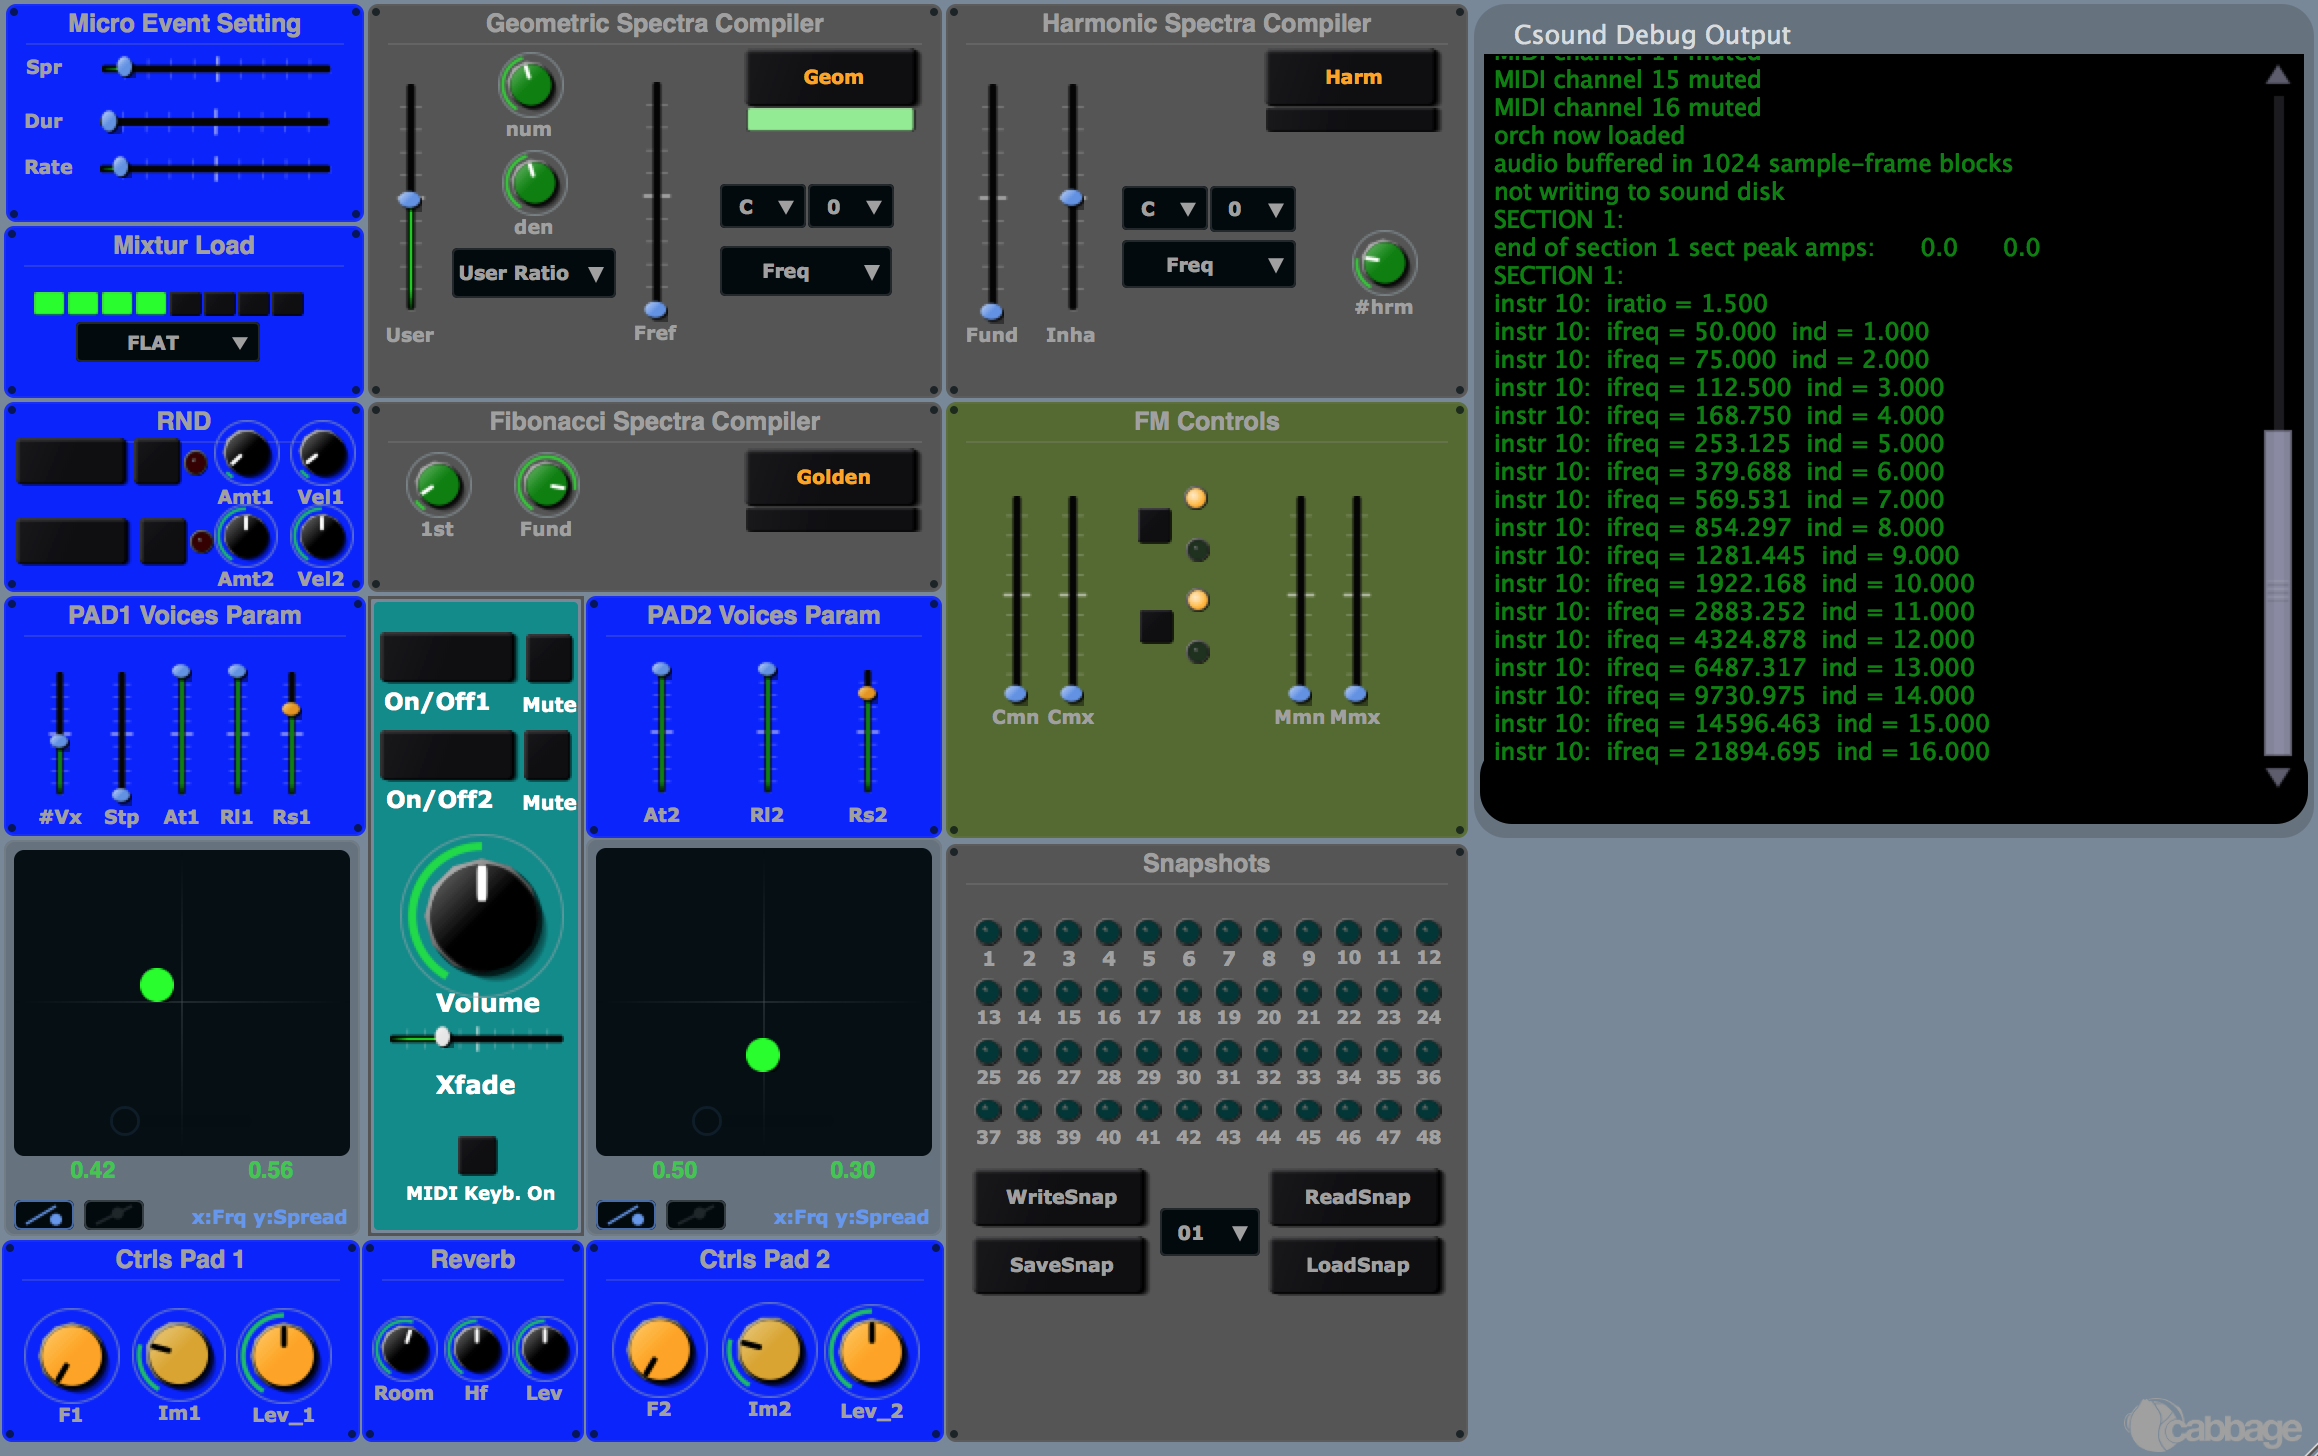 Micro Event Setting
Spr
Dur
Rate
Mixtur Load
FLAT
RND
Amt1 Vel1
Amt2 Vel2
Geometric Spectra Compiler
num
den
Geom
User Ratio
C 0
Freq
User
Fref
Harmonic Spectra Compiler
Harm
C 0
Freq
#hrm
Fund Inha
Fibonacci Spectra Compiler
1st Fund
Golden
FM Controls
Cmn Cmx
Mmn Mmx
PAD1 Voices Param
#Vx Stp At1 Rl1 Rs1
On/Off1 Mute
On/Off2 Mute
Volume
Xfade
MIDI Keyb. On
PAD2 Voices Param
At2 Rl2 Rs2
0.42 0.56
x:Frq y:Spread
0.50 0.30
x:Frq y:Spread
Ctrls Pad 1
F1 Im1 Lev_1
Reverb
Room Hf Lev
Ctrls Pad 2
F2 Im2 Lev_2
Snapshots
1 2 3 4 5 6 7 8 9 10 11 12
13 14 15 16 17 18 19 20 21 22 23 24
25 26 27 28 29 30 31 32 33 34 35 36
37 38 39 40 41 42 43 44 45 46 47 48
WriteSnap
ReadSnap
01
SaveSnap
LoadSnap
Csound Debug Output
MIDI channel 14 muted
MIDI channel 15 muted
MIDI channel 16 muted
orch now loaded
audio buffered in 1024 sample-frame blocks
not writing to sound disk
SECTION 1:
end of section 1 sect peak amps: 0.0 0.0
SECTION 1:
instr 10: iratio = 1.500
instr 10: ifreq = 50.000 ind = 1.000
instr 10: ifreq = 75.000 ind = 2.000
instr 10: ifreq = 112.500 ind = 3.000
instr 10: ifreq = 168.750 ind = 4.000
instr 10: ifreq = 253.125 ind = 5.000
instr 10: ifreq = 379.688 ind = 6.000
instr 10: ifreq = 569.531 ind = 7.000
instr 10: ifreq = 854.297 ind = 8.000
instr 10: ifreq = 1281.445 ind = 9.000
instr 10: ifreq = 1922.168 ind = 10.000
instr 10: ifreq = 2883.252 ind = 11.000
instr 10: ifreq = 4324.878 ind = 12.000
instr 10: ifreq = 6487.317 ind = 13.000
instr 10: ifreq = 9730.975 ind = 14.000
instr 10: ifreq = 14596.463 ind = 15.000
instr 10: ifreq = 21894.695 ind = 16.000
cabbage